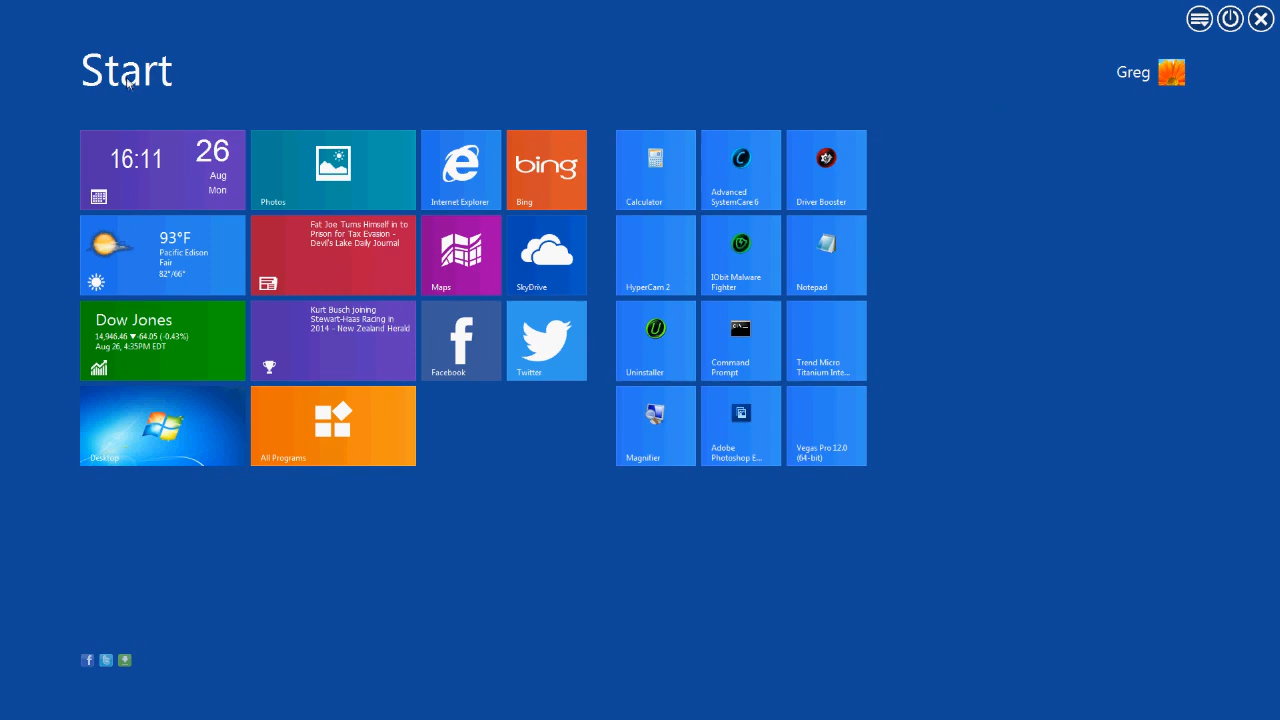 Start
Greg
16:11
26
Aug
Mon
Photos
Internet Explorer
bing
Bing
93°F
Pacific Edison
Fair
82°/66°
Fat Joe Turns Himself in to
Prison for Tax Evasion -
Devil's Lake Daily Journal
Maps
SkyDrive
Dow Jones
14,946.46 ▼-64.05 (-0.43%)
Aug 26, 4:35PM EDT
Kurt Busch joining
Stewart-Haas Racing in
2014 - New Zealand Herald
Facebook
Twitter
Desktop
All Programs
Calculator
Advanced
SystemCare 6
Driver Booster
HyperCam 2
IObit Malware
Fighter
Notepad
Uninstaller
Command
Prompt
Trend Micro
Titanium Inte...
Magnifier
Adobe
Photoshop E...
Vegas Pro 12.0
(64-bit)